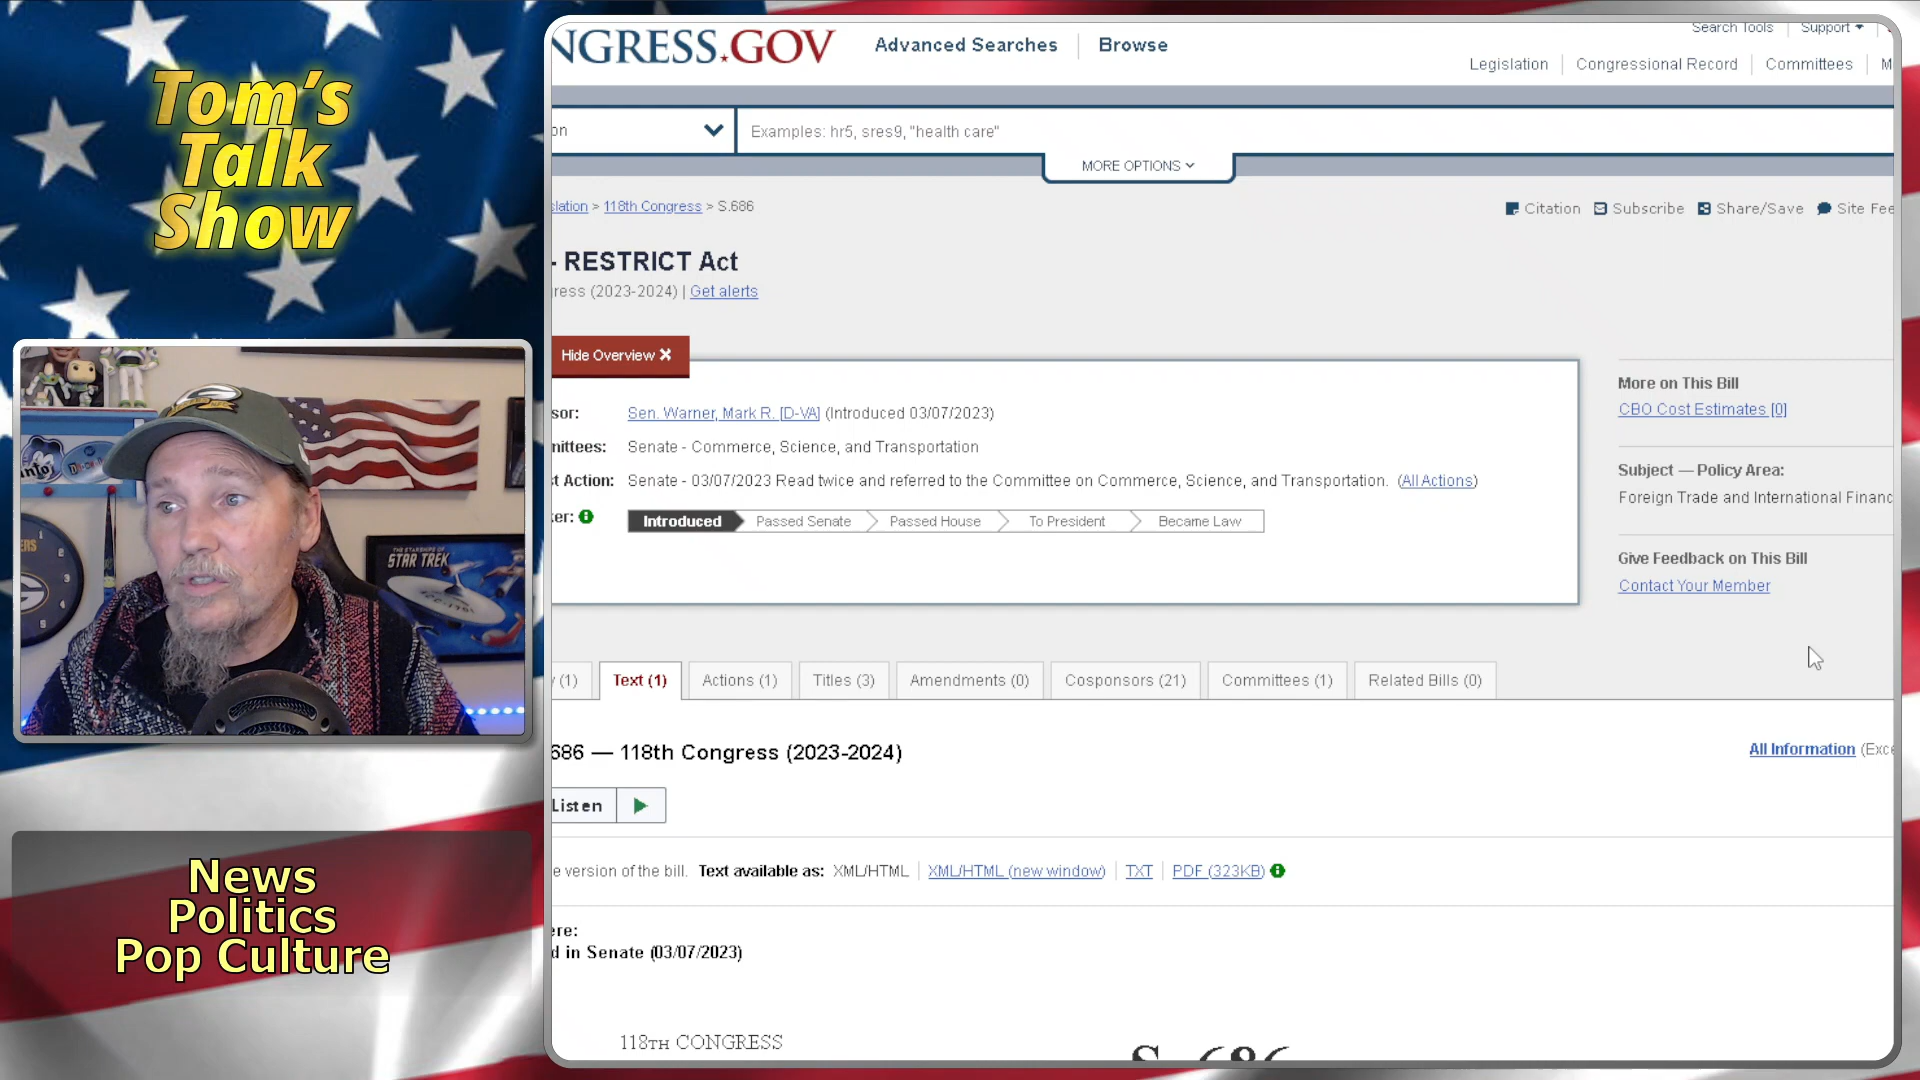 Tom's
Talk
Show
NGRESS.GOV
Advanced Searches
Browse
Search Tools
Support
Legislation
Congressional Record
Committees
M
on
Examples: hr5, sres9, "health care"
MORE OPTIONS
slation > 118th Congress > S.686
Citation
Subscribe
Share/Save
Site Fee
- RESTRICT Act
ress (2023-2024) | Get alerts
Hide Overview ×
sor: Sen. Warner, Mark R. [D-VA] (Introduced 03/07/2023)
mittees: Senate - Commerce, Science, and Transportation
t Action: Senate - 03/07/2023 Read twice and referred to the Committee on Commerce, Science, and Transportation. (All Actions)
ker:
Introduced
Passed Senate
Passed House
To President
Became Law
More on This Bill
CBO Cost Estimates [0]
Subject — Policy Area:
Foreign Trade and International Financ
Give Feedback on This Bill
Contact Your Member
STAR TREK
y (1)
Text (1)
Actions (1)
Titles (3)
Amendments (0)
Cosponsors (21)
Committees (1)
Related Bills (0)
686 — 118th Congress (2023-2024)
All Information (Exce
Listen
e version of the bill. Text available as: XML/HTML | XML/HTML (new window) | TXT | PDF (323KB)
ere:
d in Senate (03/07/2023)
118TH CONGRESS
S. 686
News
Politics
Pop Culture